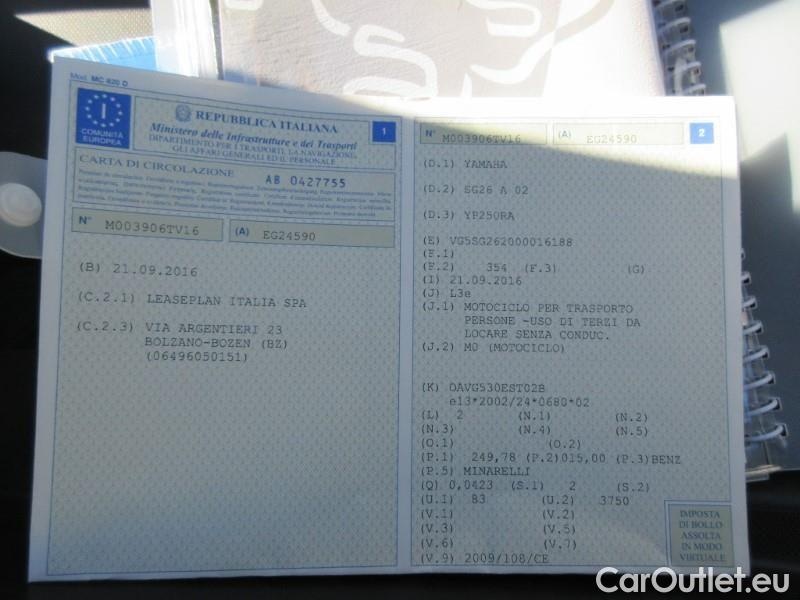 Mod. MC 820 D
I
COMUNITÀ
EUROPEA
REPUBBLICA ITALIANA
1
Ministero delle Infrastrutture e dei Trasporti
DIPARTIMENTO PER I TRASPORTI, LA NAVIGAZIONE,
GLI AFFARI GENERALI ED IL PERSONALE
CARTA DI CIRCOLAZIONE
AB 0427755
N° M003906TV16
(A) EG24590
(B) 21.09.2016
(C.2.1) LEASEPLAN ITALIA SPA
(C.2.3) VIA ARGENTIERI 23
BOLZANO-BOZEN (BZ)
(06496050151)
N° M003906TV16 (A) EG24590 2
(D.1) YAMAHA
(D.2) SG26 A 02
(D.3) YP250RA
(E) VG5SG262000016188
(F.1)
(F.2) 354 (F.3) (G)
(I) 21.09.2016
(J) L3e
(J.1) MOTOCICLO PER TRASPORTO
PERSONE -USO DI TERZI DA
LOCARE SENZA CONDUC.
(J.2) M0 (MOTOCICLO)
(K) OAVG530EST02B
e13*2002/24*0680*02
(L) 2 (N.1) (N.2)
(N.3) (N.4) (N.5)
(O.1) (O.2)
(P.1) 249,78 (P.2)015,00 (P.3)BENZ
(P.5) MINARELLI
(Q) 0,0423 (S.1) 2 (S.2)
(U.1) 83 (U.2) 3750
(V.1) (V.2)
(V.3) (V.5)
(V.6) (V.7)
(V.9) 2009/108/CE
IMPOSTA
DI BOLLO
ASSOLTA
IN MODO
VIRTUALE
CarOutlet.eu